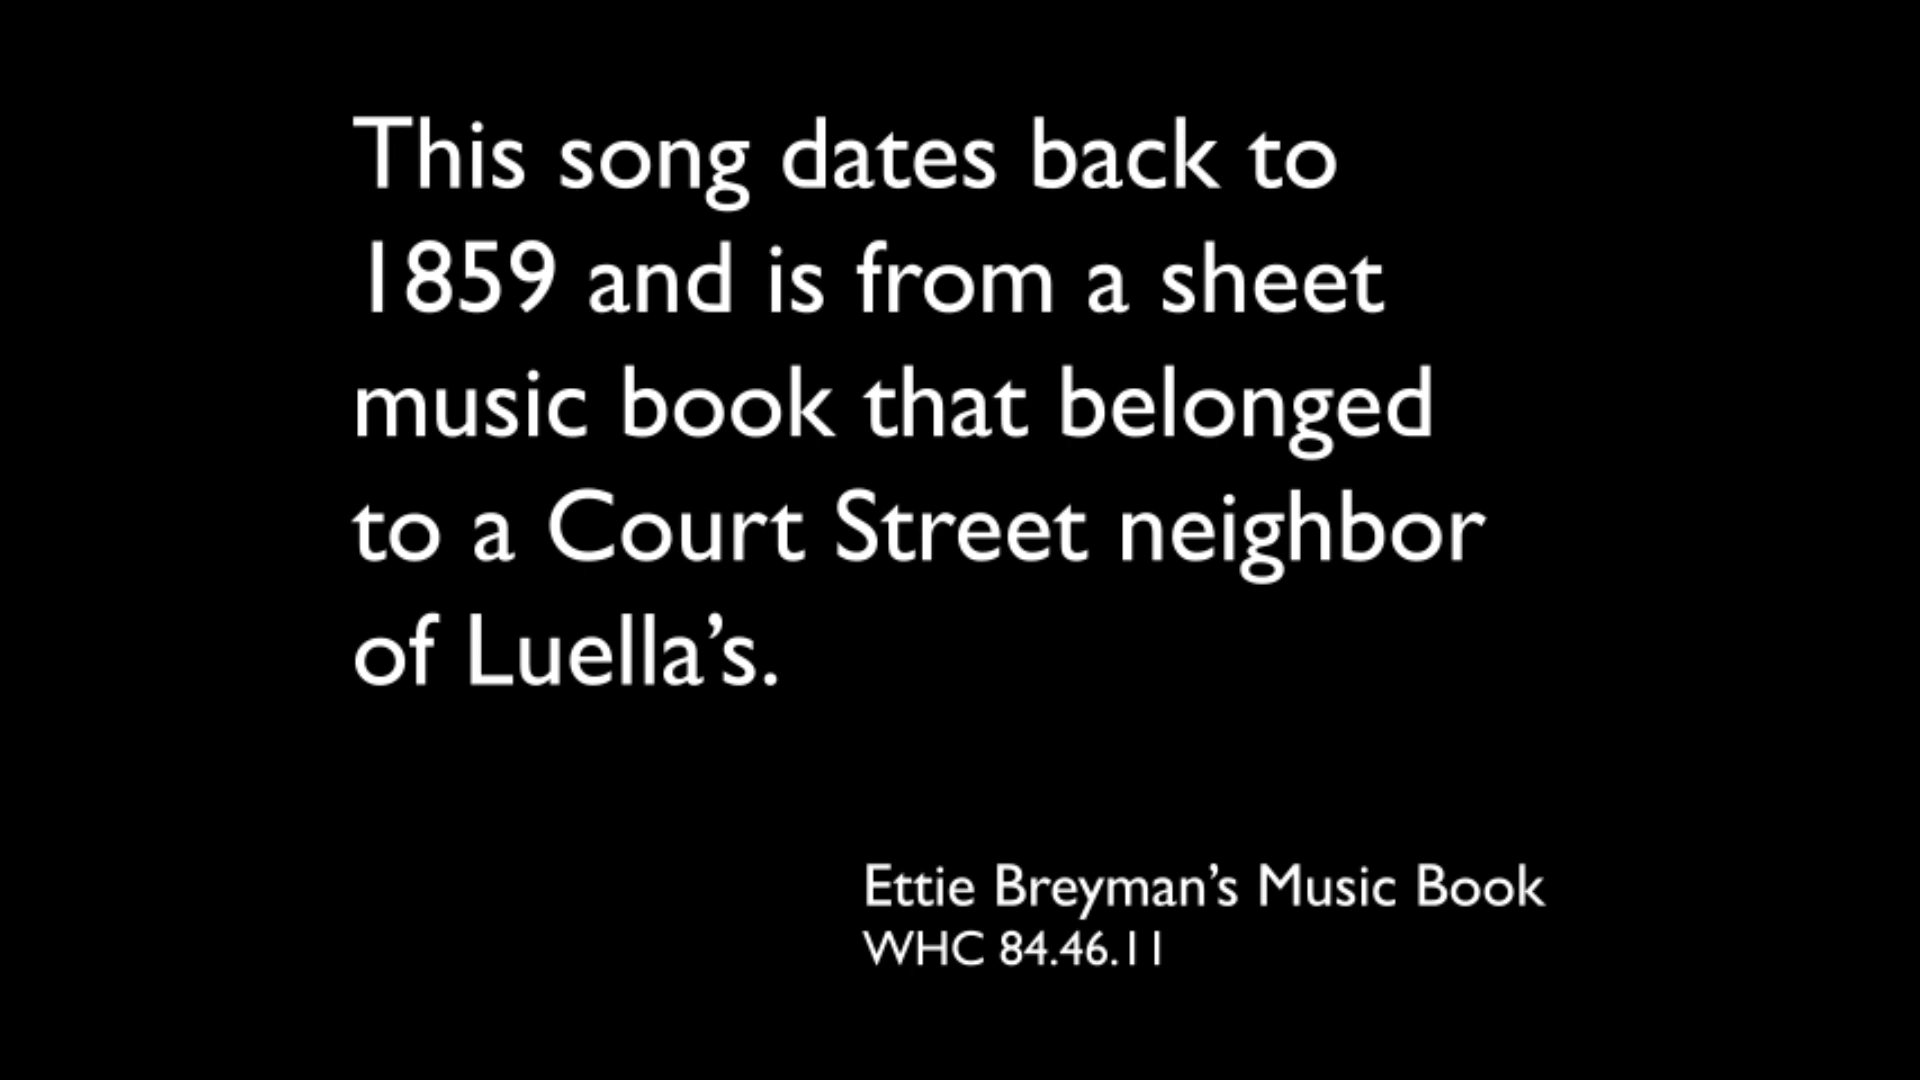 This song dates back to
1859 and is from a sheet
music book that belonged
to a Court Street neighbor
of Luella’s.
Ettie Breyman’s Music Book
WHC 84.46.11